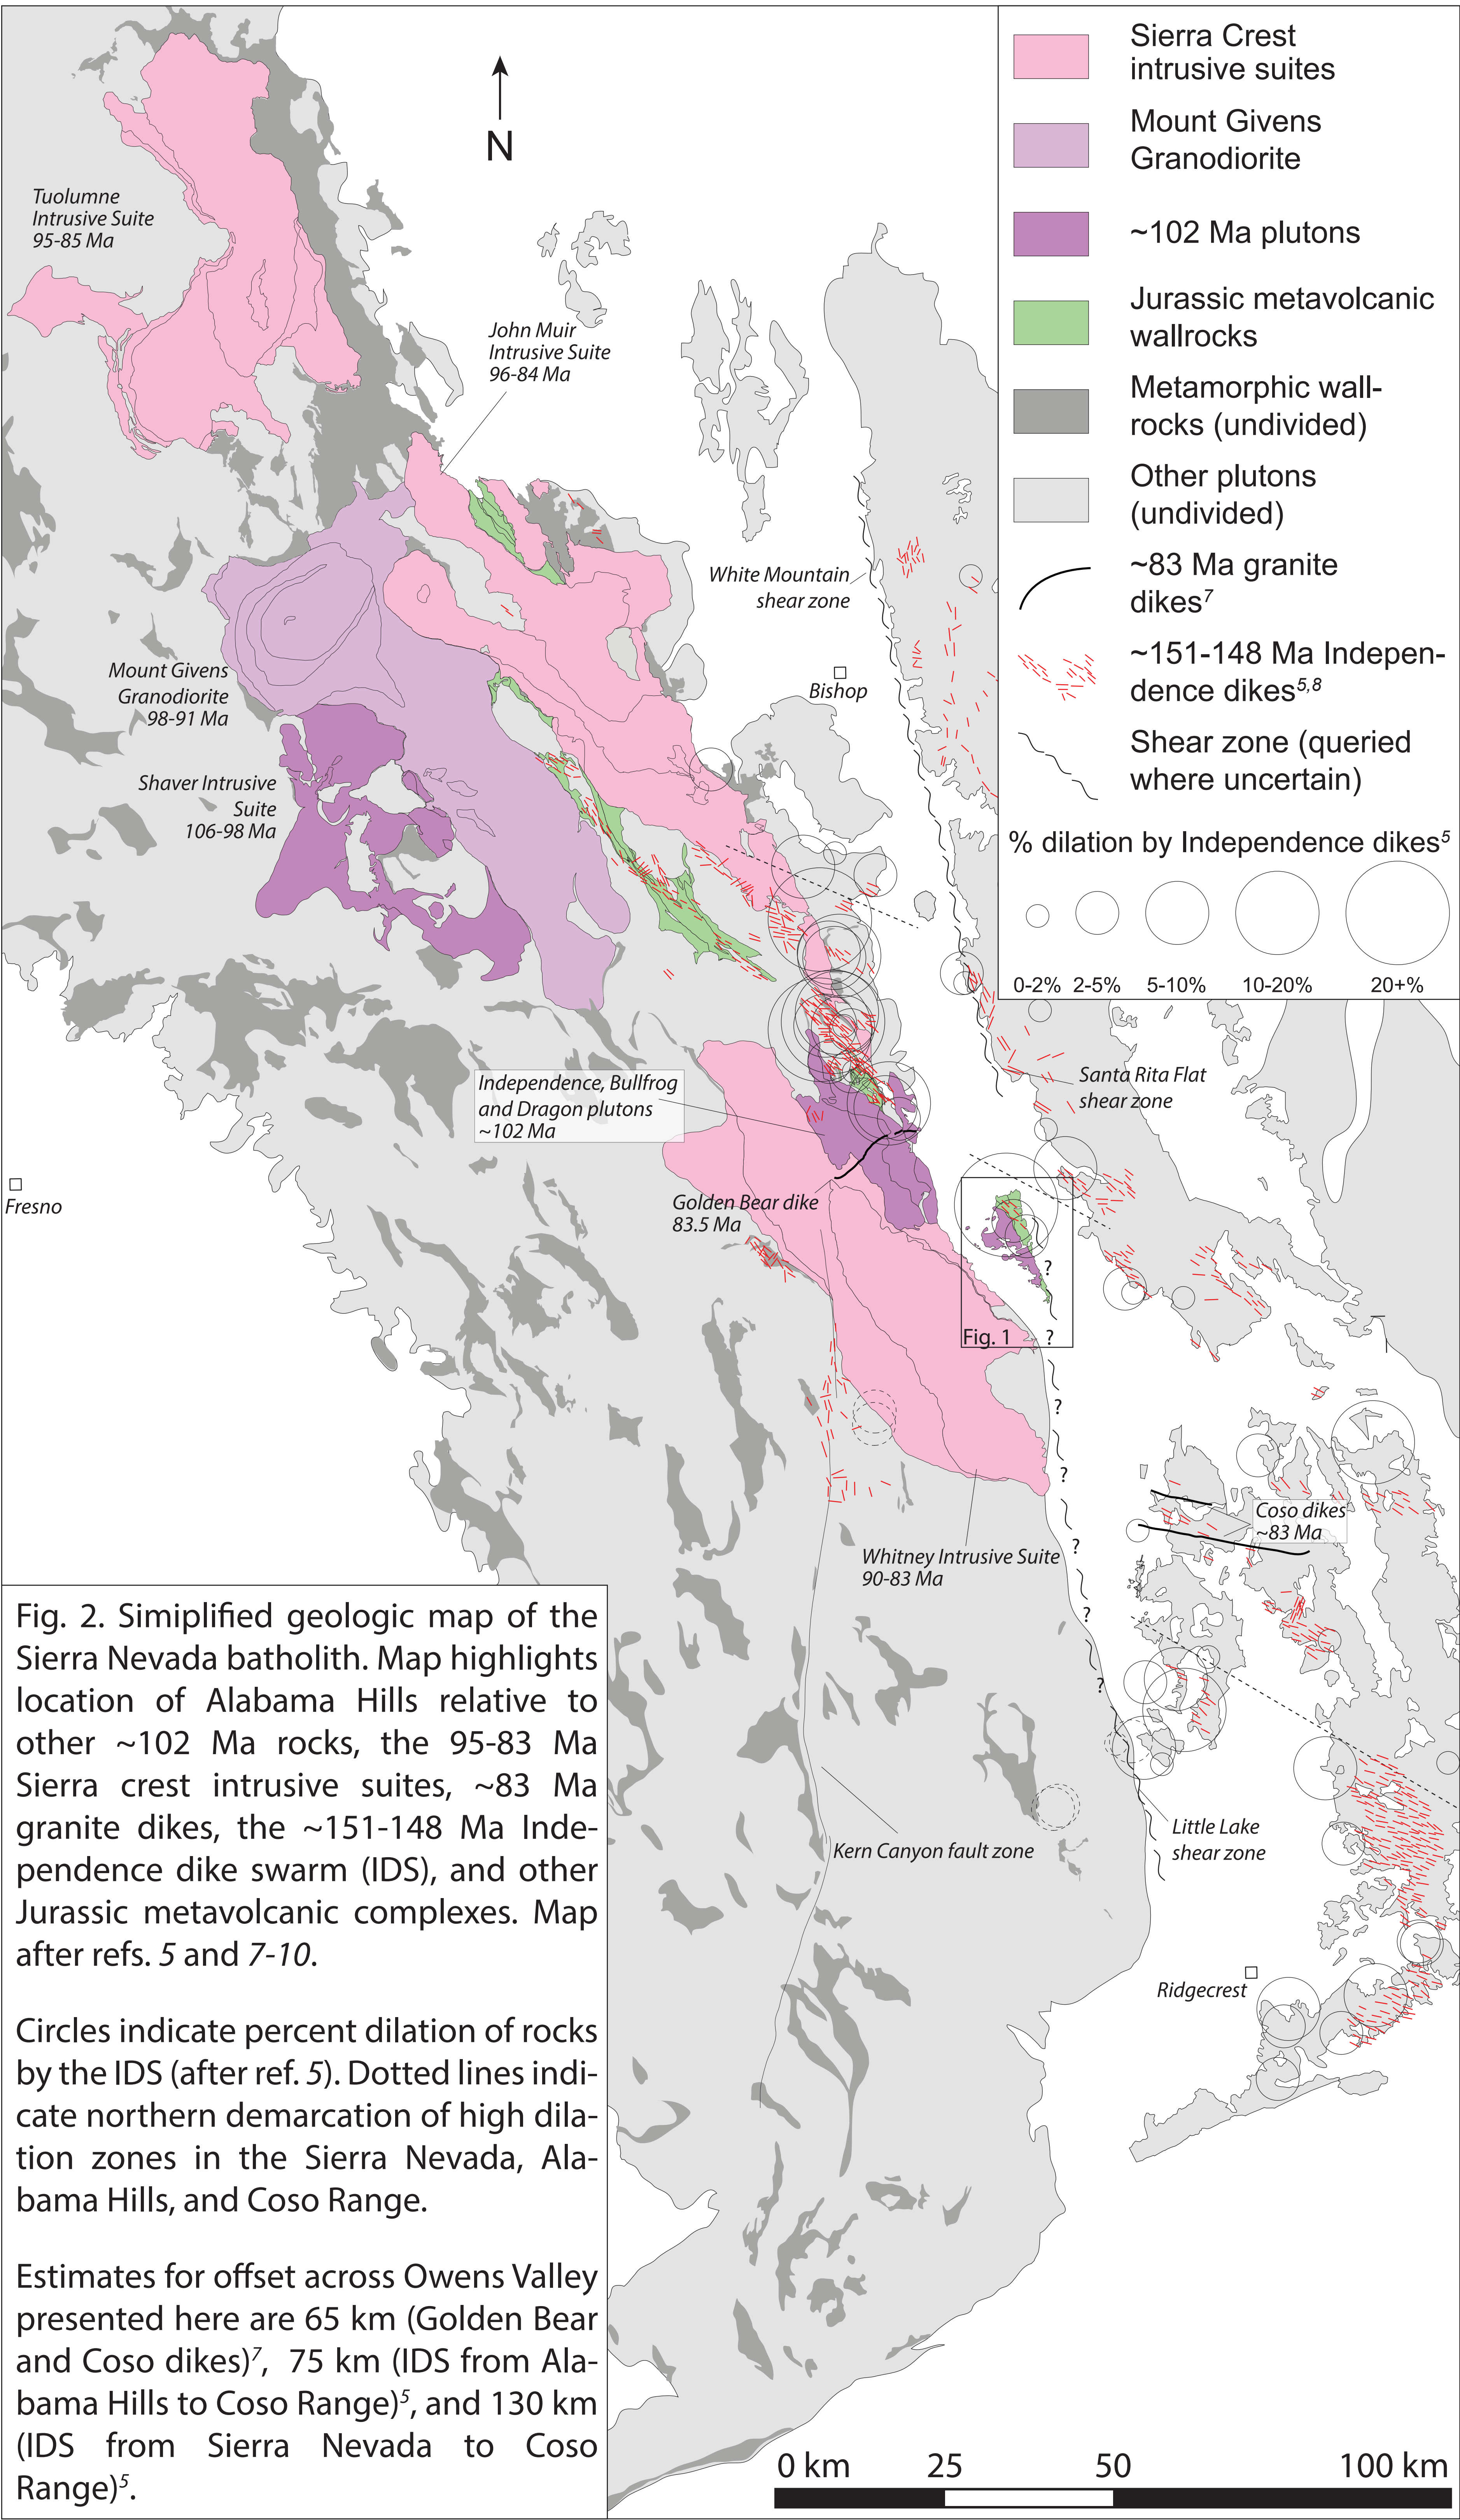 Sierra Crest
intrusive suites
Mount Givens
Granodiorite
~102 Ma plutons
Jurassic metavolcanic
wallrocks
Metamorphic wall-
rocks (undivided)
Other plutons
(undivided)
~83 Ma granite
dikes7
~151-148 Ma Indepen-
dence dikes5,8
Shear zone (queried
where uncertain)
% dilation by Independence dikes5
0-2% 2-5% 5-10% 10-20% 20+%
N
Tuolumne
Intrusive Suite
95-85 Ma
John Muir
Intrusive Suite
96-84 Ma
White Mountain
shear zone
Bishop
Mount Givens
Granodiorite
98-91 Ma
Shaver Intrusive
Suite
106-98 Ma
Santa Rita Flat
shear zone
Independence, Bullfrog
and Dragon plutons
~102 Ma
Fresno
Golden Bear dike
83.5 Ma
?
Fig. 1
?
?
?
Coso dikes
~83 Ma
?
Whitney Intrusive Suite
90-83 Ma
?
?
Kern Canyon fault zone
Little Lake
shear zone
Ridgecrest
Fig. 2. Simiplified geologic map of the
Sierra Nevada batholith. Map highlights
location of Alabama Hills relative to
other ~102 Ma rocks, the 95-83 Ma
Sierra crest intrusive suites, ~83 Ma
granite dikes, the ~151-148 Ma Inde-
pendence dike swarm (IDS), and other
Jurassic metavolcanic complexes. Map
after refs. 5 and 7-10.
Circles indicate percent dilation of rocks
by the IDS (after ref. 5). Dotted lines indi-
cate northern demarcation of high dila-
tion zones in the Sierra Nevada, Ala-
bama Hills, and Coso Range.
Estimates for offset across Owens Valley
presented here are 65 km (Golden Bear
and Coso dikes)7, 75 km (IDS from Ala-
bama Hills to Coso Range)5, and 130 km
(IDS from Sierra Nevada to Coso
Range)5.
0 km 25 50 100 km